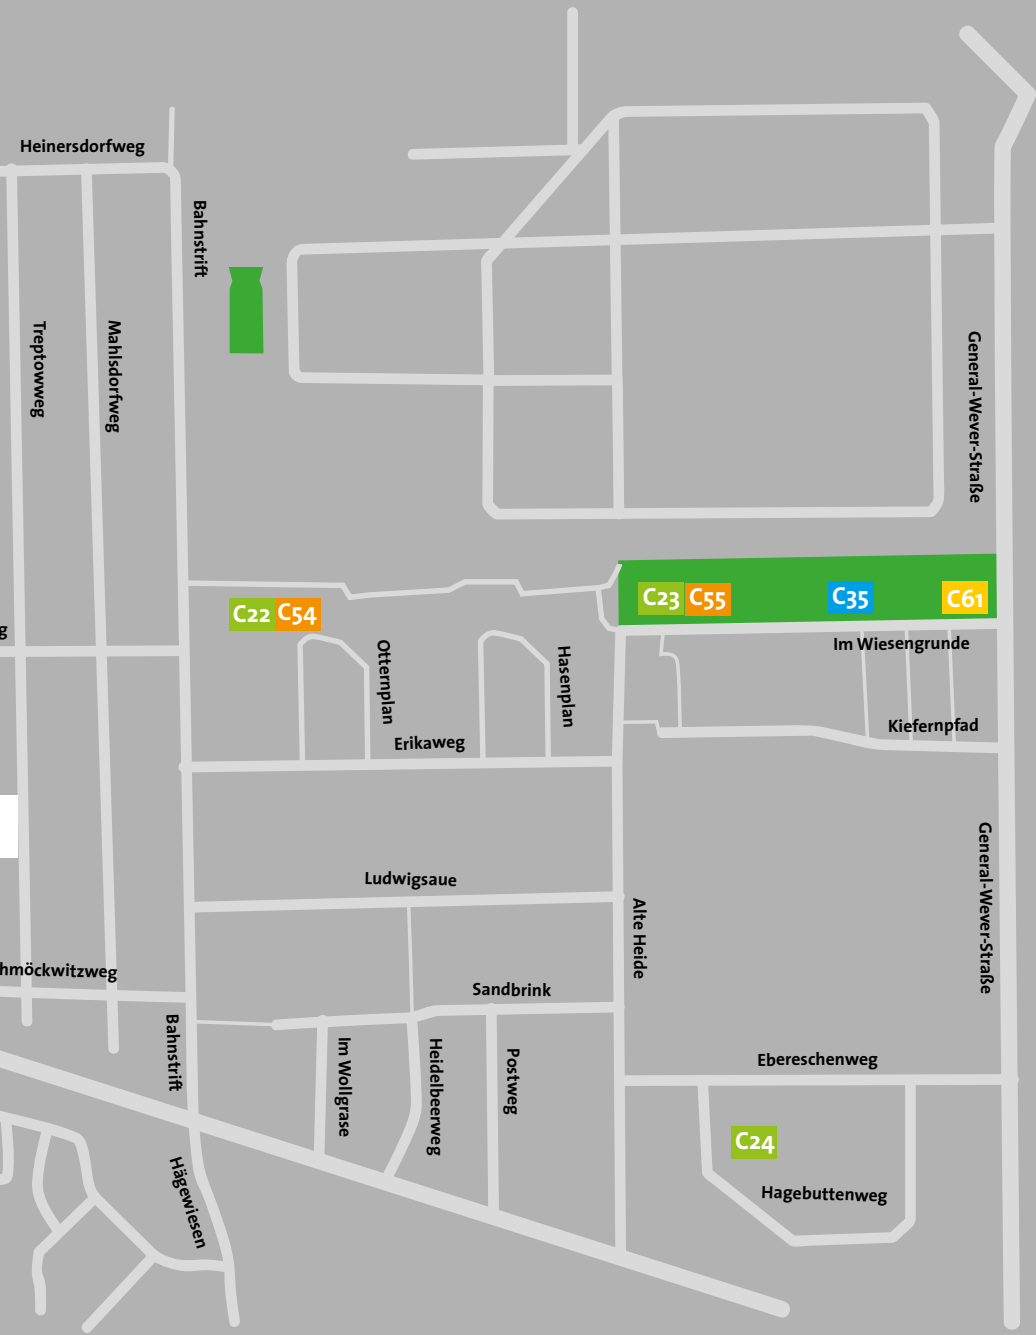 Heinersdorfweg
Bahnstrift
Treptowweg
Mahlsdorfweg
General-Wever-Straße
C22
C54
C23
C55
C35
C61
g
Im Wiesengrunde
Otternplan
Hasenplan
Erikaweg
Kiefernpfad
General-Wever-Straße
Ludwigsaue
Alte Heide
hmöckwitzweg
Sandbrink
Bahnstrift
Im Wollgrase
Heidelbeerweg
Postweg
Ebereschenweg
C24
Hägewiesen
Hagebuttenweg